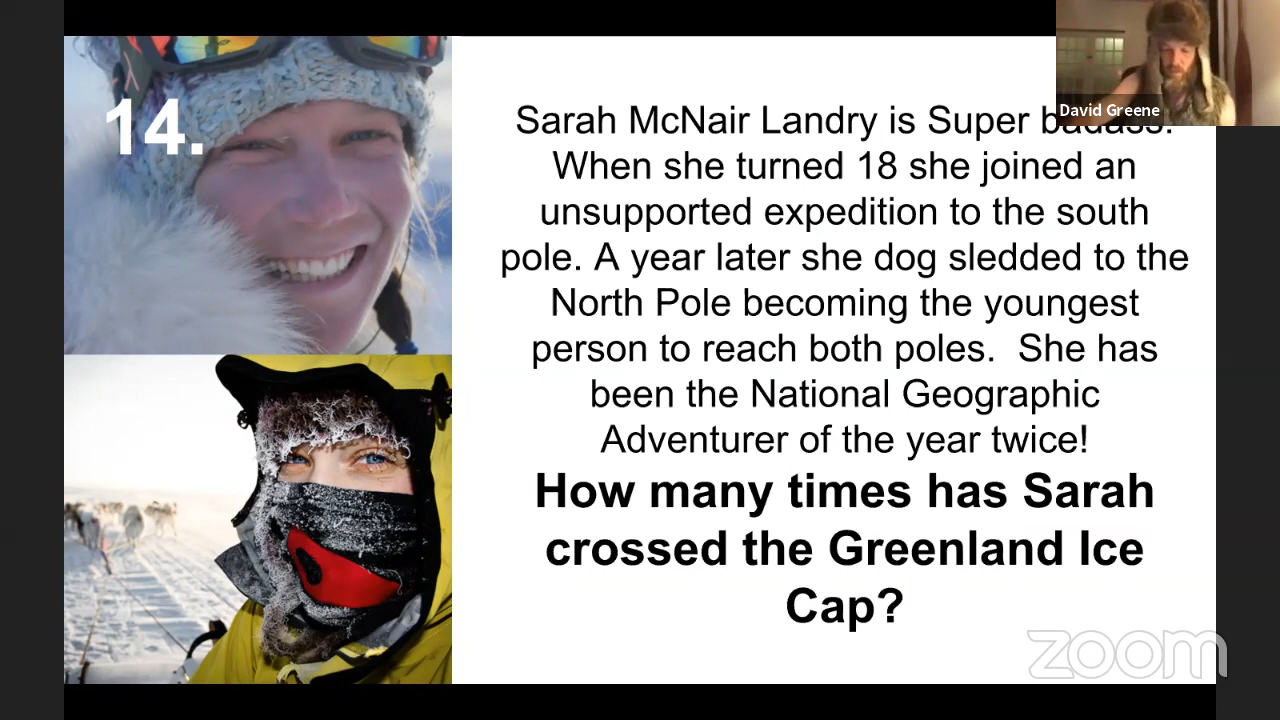 14.
Sarah McNair Landry is Super badass.
When she turned 18 she joined an
unsupported expedition to the south
pole. A year later she dog sledded to the
North Pole becoming the youngest
person to reach both poles.  She has
been the National Geographic
Adventurer of the year twice!
How many times has Sarah
crossed the Greenland Ice
Cap?
David Greene
zoom